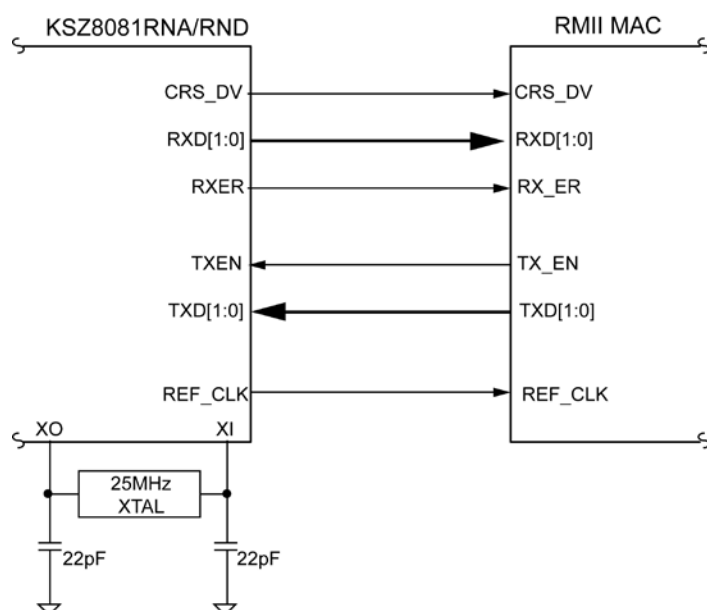 KSZ8081RNA/RND
RMII MAC
CRS_DV
CRS_DV
RXD[1:0]
RXD[1:0]
RXER
RX_ER
TXEN
TX_EN
TXD[1:0]
TXD[1:0]
REF_CLK
REF_CLK
XO
XI
25MHz
XTAL
22pF
22pF